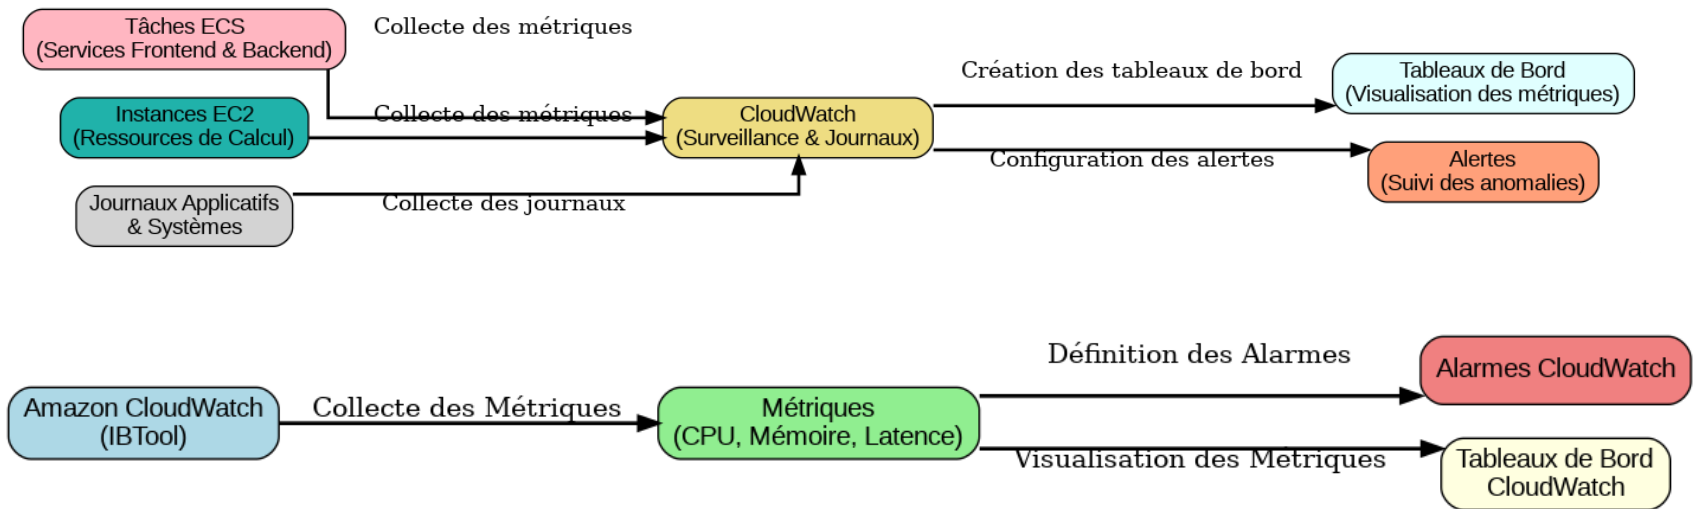 Tâches ECS
(Services Frontend & Backend)
Collecte des métriques
Création des tableaux de bord
Tableaux de Bord
(Visualisation des métriques)
Instances EC2
(Ressources de Calcul)
Collecte des métriques
CloudWatch
(Surveillance & Journaux)
Configuration des alertes
Alertes
(Suivi des anomalies)
Journaux Applicatifs
& Systèmes
Collecte des journaux
Définition des Alarmes
Alarmes CloudWatch
Amazon CloudWatch
(IBTool)
Collecte des Métriques
Métriques
(CPU, Mémoire, Latence)
Visualisation des Métriques
Tableaux de Bord
CloudWatch